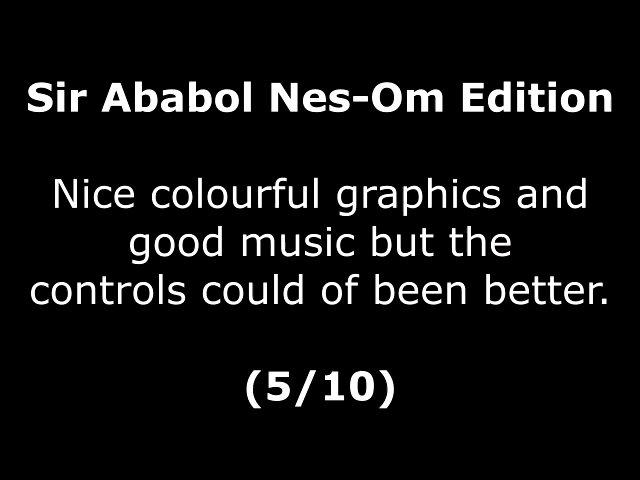 Sir Ababol Nes-Om Edition
Nice colourful graphics and
good music but the
controls could of been better.
(5/10)